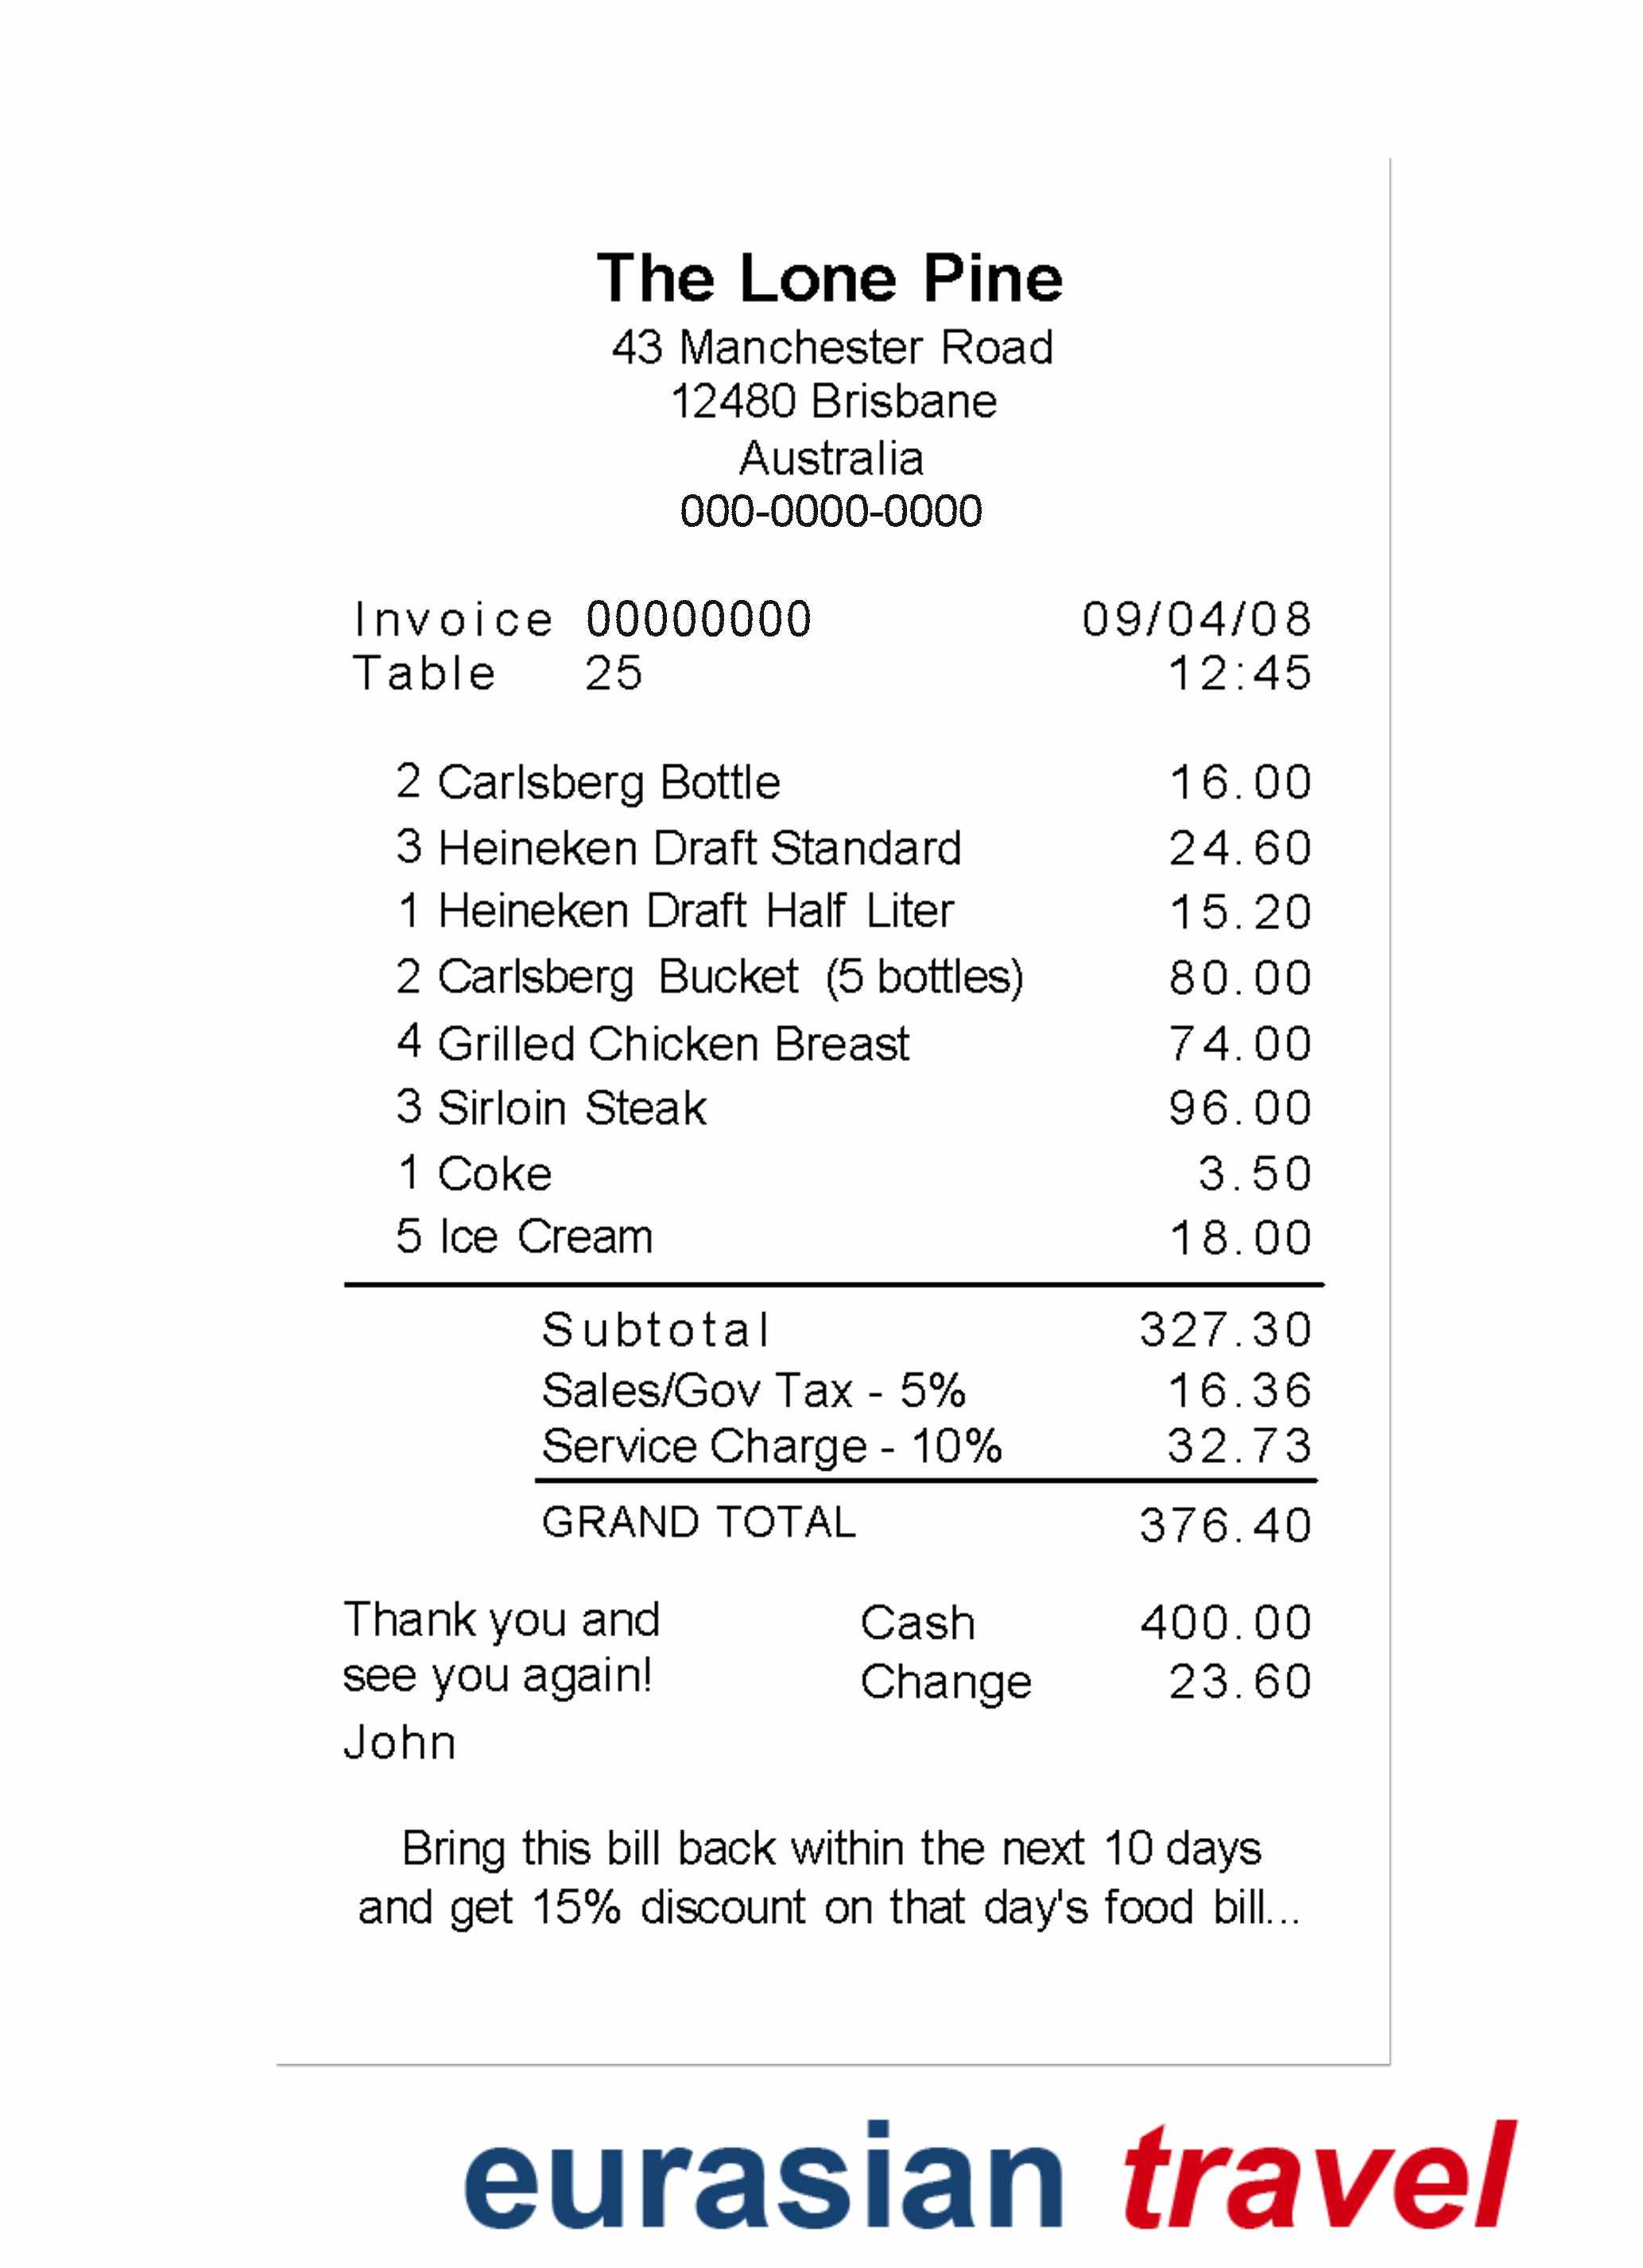 The Lone Pine
43 Manchester Road
12480 Brisbane
Australia
000-0000-0000
Invoice 00000000 09/04/08
Table 25 12:45
2 Carlsberg Bottle 16.00
3 Heineken Draft Standard 24.60
1 Heineken Draft Half Liter 15.20
2 Carlsberg Bucket (5 bottles) 80.00
4 Grilled Chicken Breast 74.00
3 Sirloin Steak 96.00
1 Coke 3.50
5 Ice Cream 18.00
Subtotal 327.30
Sales/Gov Tax - 5% 16.36
Service Charge - 10% 32.73
GRAND TOTAL 376.40
Thank you and Cash 400.00
see you again! Change 23.60
John
Bring this bill back within the next 10 days
and get 15% discount on that day's food bill...
eurasian travel